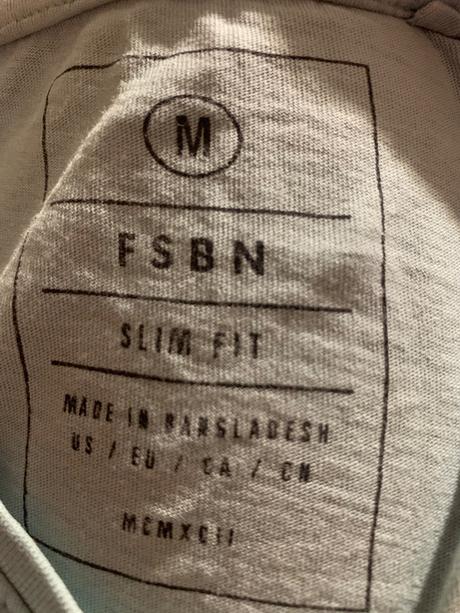 M
FSBN
SLIM FIT
MADE IN BANGLADESH
US / EU / CA / CN
MCMXCII